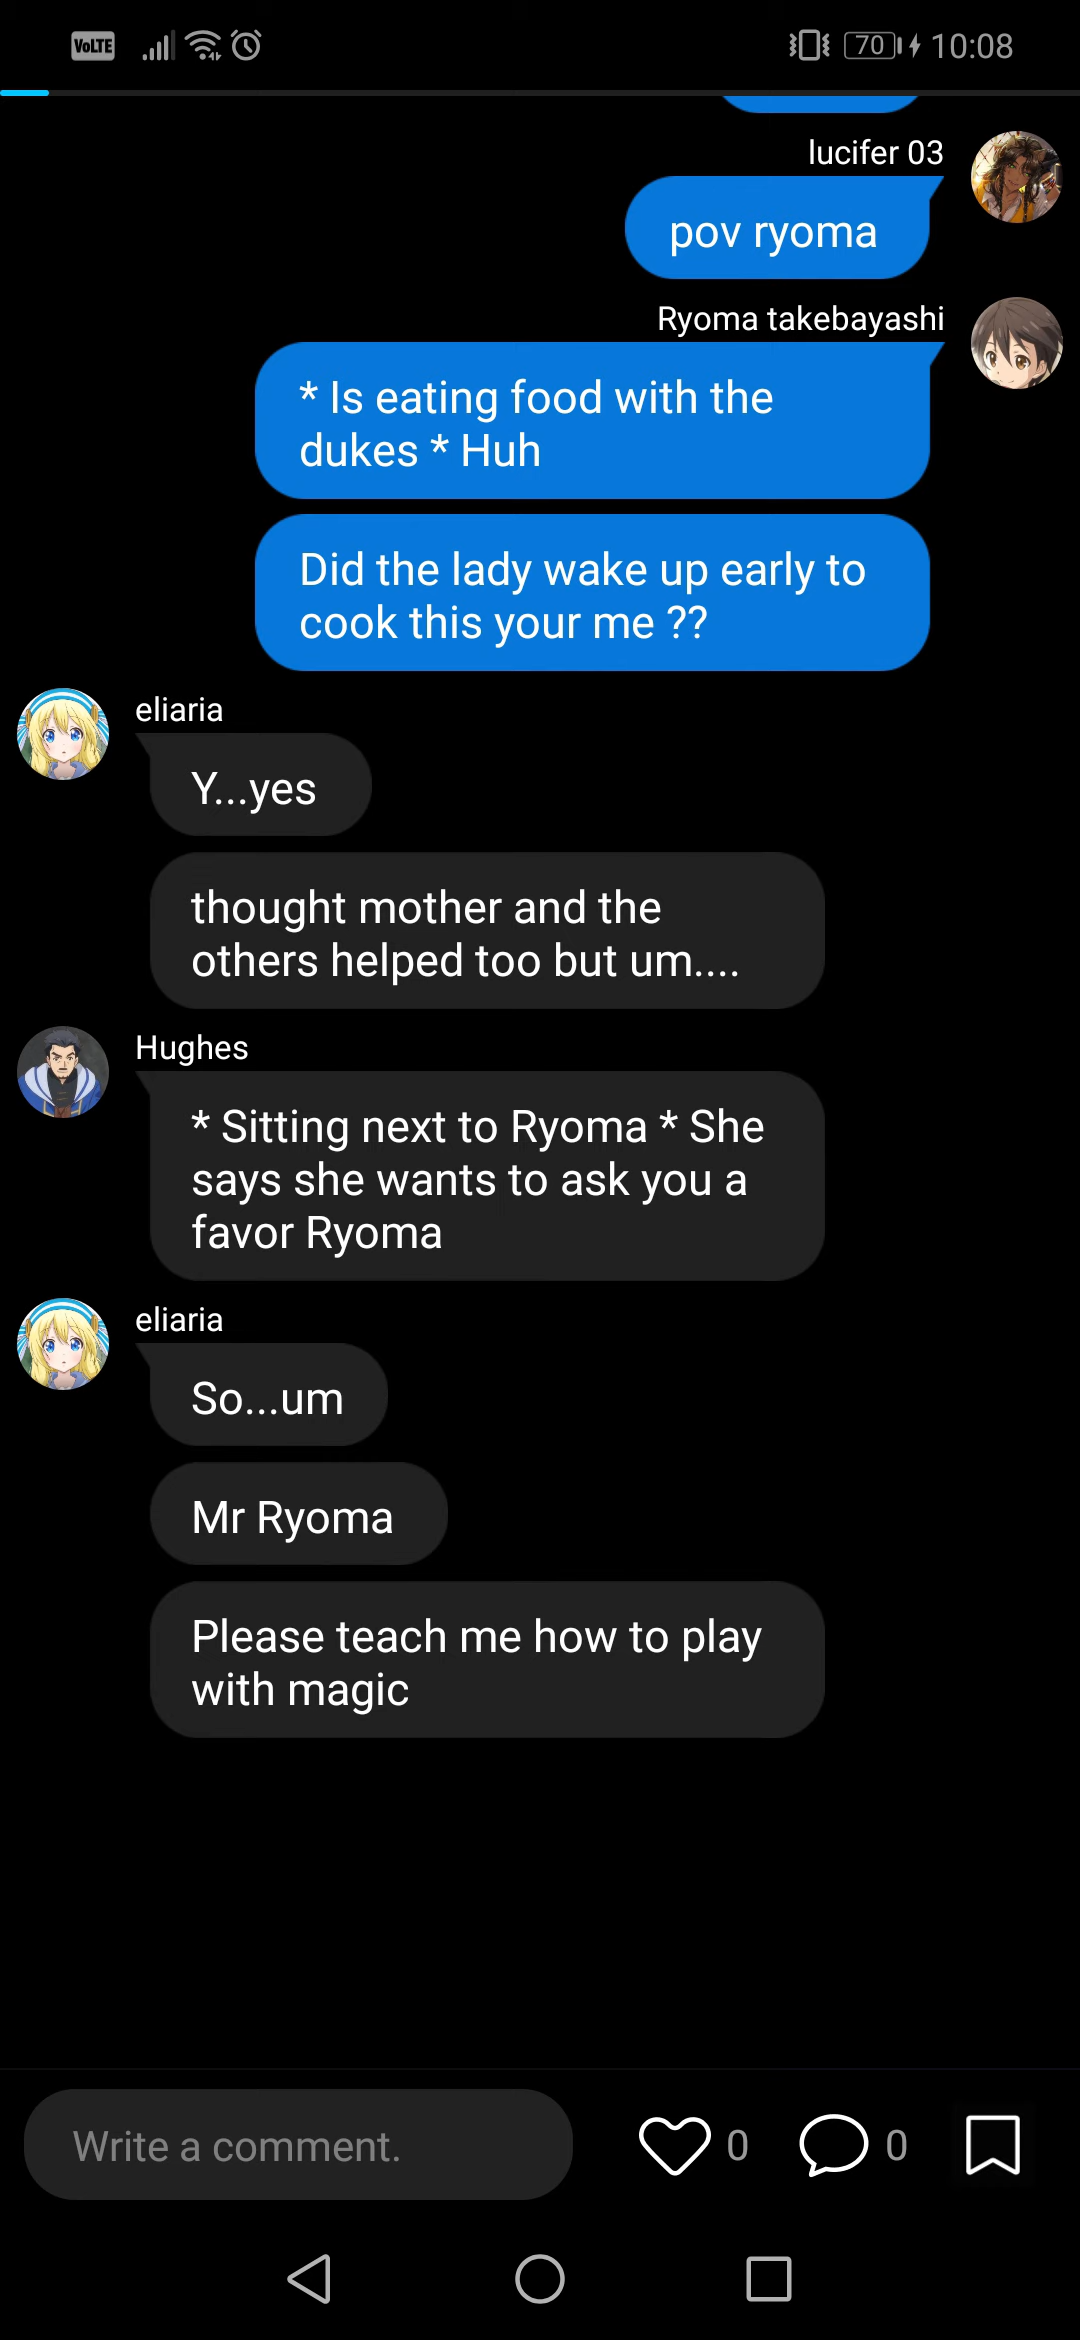 VoLTE 70 10:08
lucifer 03
pov ryoma
Ryoma takebayashi
* Is eating food with the
dukes * Huh
Did the lady wake up early to
cook this your me ??
eliaria
Y...yes
thought mother and the
others helped too but um....
Hughes
* Sitting next to Ryoma * She
says she wants to ask you a
favor Ryoma
eliaria
So...um
Mr Ryoma
Please teach me how to play
with magic
Write a comment. 0 0